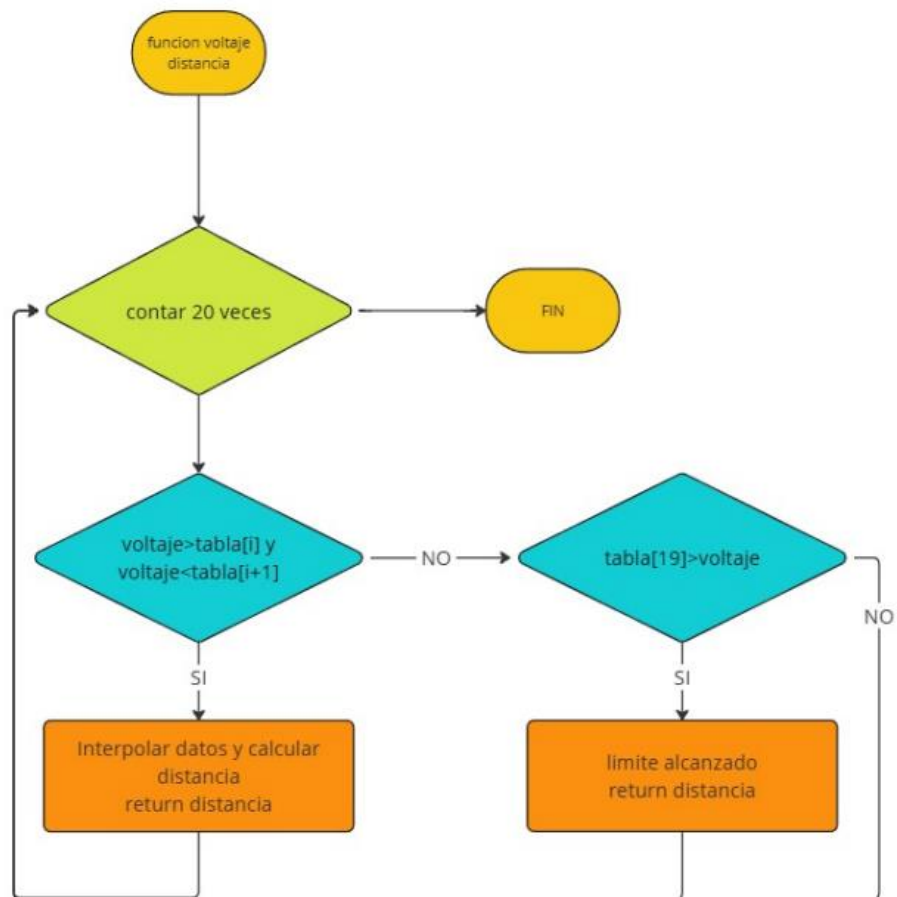 funcion voltaje
distancia
contar 20 veces
FIN
voltaje>tabla[i] y
voltaje<tabla[i+1]
NO
tabla[19]>voltaje
NO
SI
SI
Interpolar datos y calcular
distancia
return distancia
limite alcanzado
return distancia